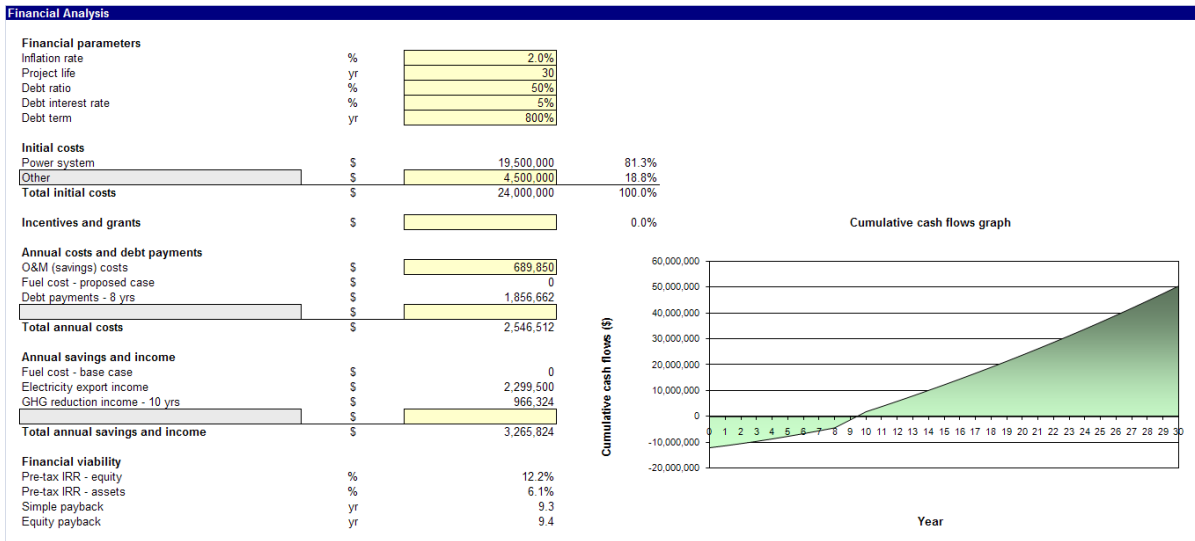 Financial Analysis
Financial parameters
Inflation rate % 2.0%
Project life yr 30
Debt ratio % 50%
Debt interest rate % 5%
Debt term yr 800%
Initial costs
Power system $ 19,500,000 81.3%
Other $ 4,500,000 18.8%
Total initial costs $ 24,000,000 100.0%
Incentives and grants $ 0.0%
Annual costs and debt payments
O&M (savings) costs $ 689,850
Fuel cost - proposed case $ 0
Debt payments - 8 yrs $ 1,856,662
$
Total annual costs $ 2,546,512
Annual savings and income
Fuel cost - base case $ 0
Electricity export income $ 2,299,500
GHG reduction income - 10 yrs $ 966,324
$
Total annual savings and income $ 3,265,824
Financial viability
Pre-tax IRR - equity % 12.2%
Pre-tax IRR - assets % 6.1%
Simple payback yr 9.3
Equity payback yr 9.4
Cumulative cash flows graph
Cumulative cash flows ($)
60,000,000
50,000,000
40,000,000
30,000,000
20,000,000
10,000,000
0
-10,000,000
-20,000,000
0 1 2 3 4 5 6 7 8 9 10 11 12 13 14 15 16 17 18 19 20 21 22 23 24 25 26 27 28 29 30
Year